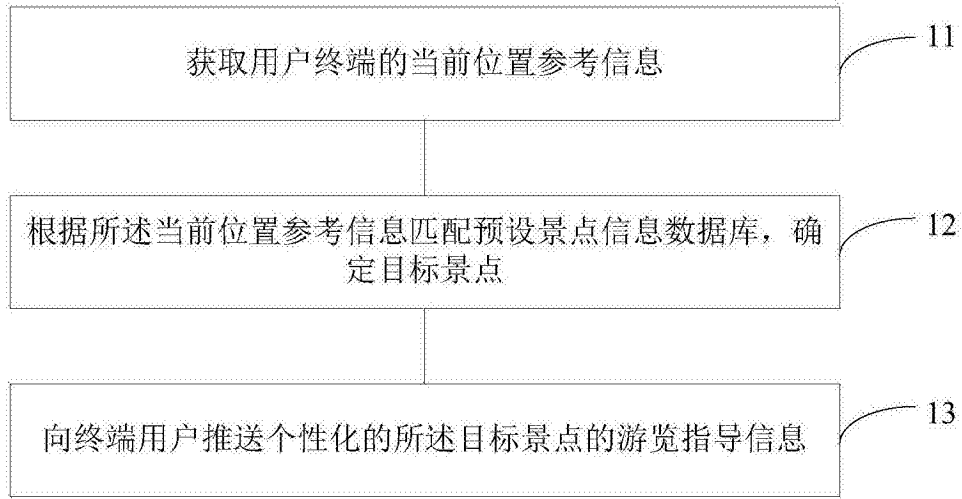 获取用户终端的当前位置参考信息
11
根据所述当前位置参考信息匹配预设景点信息数据库，确
定目标景点
12
向终端用户推送个性化的所述目标景点的游览指导信息
13